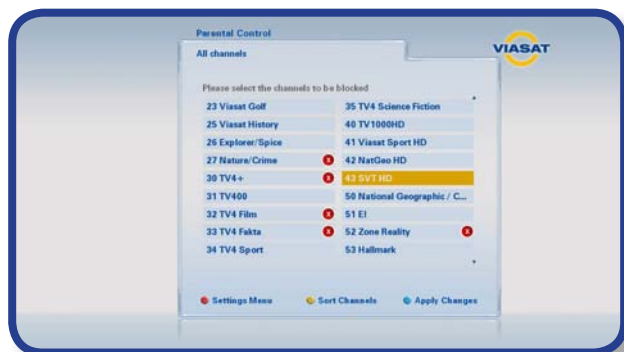 Parental Control
VIASAT
All channels
Please select the channels to be blocked
23 Viasat Golf
25 Viasat History
26 Explorer/Spice
27 Nature/Crime x
30 TV4+ x
31 TV400
32 TV4 Film x
33 TV4 Fakta x
34 TV4 Sport
35 TV4 Science Fiction
40 TV1000HD
41 Viasat Sport HD
42 NatGeo HD
43 SVT HD
50 National Geographic / C...
51 E!
52 Zone Reality x
53 Hallmark
Settings Menu Sort Channels Apply Changes